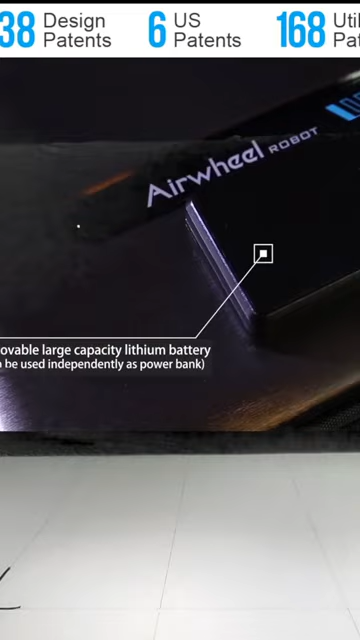 38 Design Patents
6 US Patents
168 Util
Pat
Airwheel ROBOT
ovable large capacity lithium battery
be used independently as power bank)